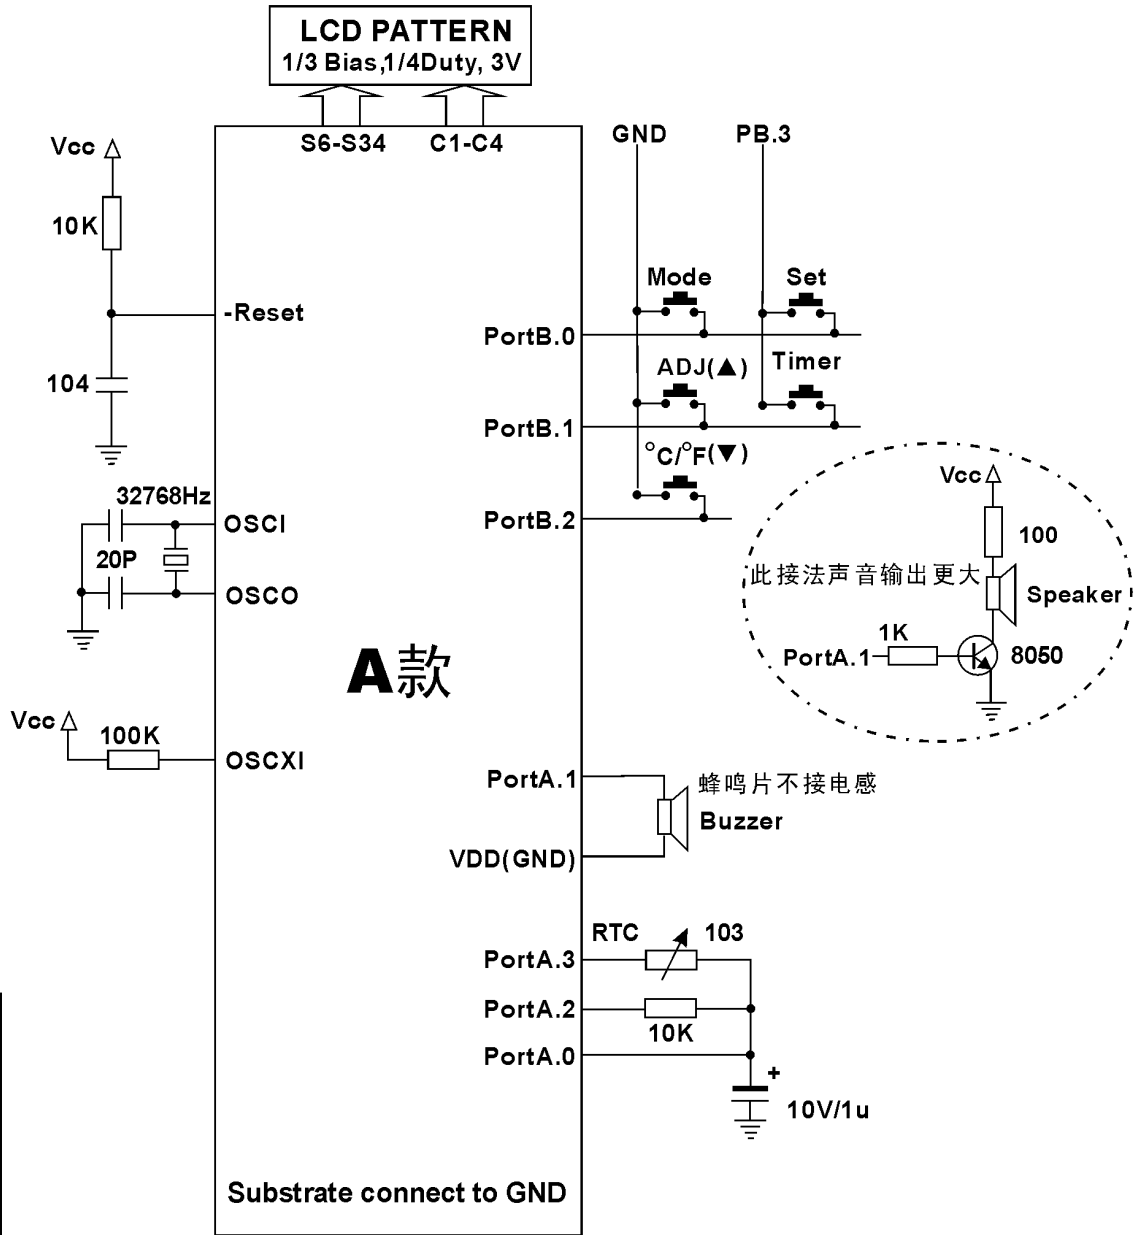 LCD PATTERN
1/3 Bias,1/4Duty, 3V
S6-S34 C1-C4
GND PB.3
Vcc
10K
-Reset
104
Mode Set
PortB.0
ADJ(▲) Timer
PortB.1
°C/°F(▼)
PortB.2
32768Hz
OSCI
20P
OSCO
Vcc
100
此接法声音输出更大
Speaker
1K
PortA.1
8050
A款
Vcc
100K
OSCXI
PortA.1
蜂鸣片不接电感
Buzzer
VDD(GND)
RTC 103
PortA.3
PortA.2
10K
PortA.0
+
10V/1u
Substrate connect to GND